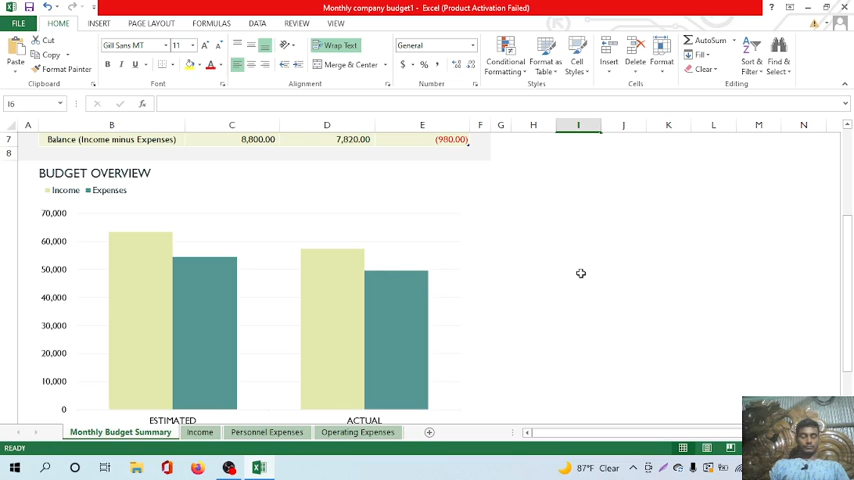 Monthly company budget1 - Excel (Product Activation Failed)
FILE HOME INSERT PAGE LAYOUT FORMULAS DATA REVIEW VIEW
Paste
Cut
Copy
Format Painter
Clipboard
Gill Sans MT 11
B I U
Font
Wrap Text
Merge & Center
Alignment
General
$ % ,
Number
Conditional Formatting
Format as Table
Cell Styles
Styles
Insert Delete Format
Cells
AutoSum
Fill
Clear
Sort & Filter
Find & Select
Editing
I6
A B C D E F G H I J K L M N
7 Balance (Income minus Expenses) 8,800.00 7,820.00 (980.00)
8
BUDGET OVERVIEW
Income Expenses
70,000
60,000
50,000
40,000
30,000
20,000
10,000
0
ESTIMATED ACTUAL
Monthly Budget Summary Income Personnel Expenses Operating Expenses
READY
87°F Clear